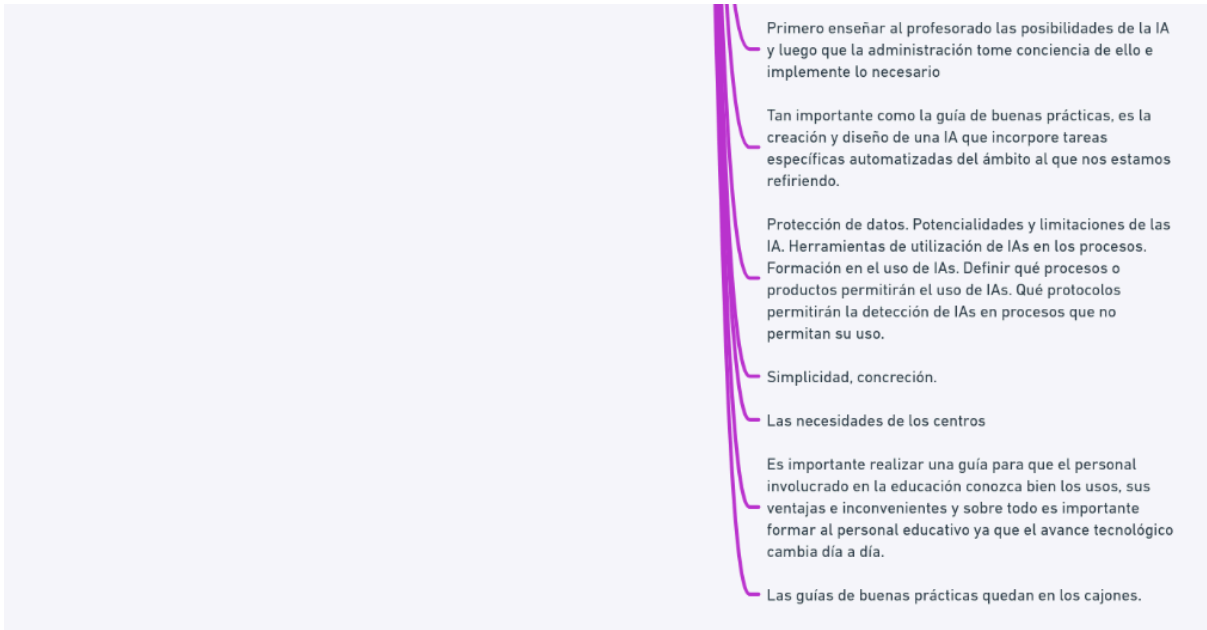 Primero enseñar al profesorado las posibilidades de la IA
y luego que la administración tome conciencia de ello e
implemente lo necesario
Tan importante como la guía de buenas prácticas, es la
creación y diseño de una IA que incorpore tareas
específicas automatizadas del ámbito al que nos estamos
refiriendo.
Protección de datos. Potencialidades y limitaciones de las
IA. Herramientas de utilización de IAs en los procesos.
Formación en el uso de IAs. Definir qué procesos o
productos permitirán el uso de IAs. Qué protocolos
permitirán la detección de IAs en procesos que no
permitan su uso.
Simplicidad, concreción.
Las necesidades de los centros
Es importante realizar una guía para que el personal
involucrado en la educación conozca bien los usos, sus
ventajas e inconvenientes y sobre todo es importante
formar al personal educativo ya que el avance tecnológico
cambia día a día.
Las guías de buenas prácticas quedan en los cajones.